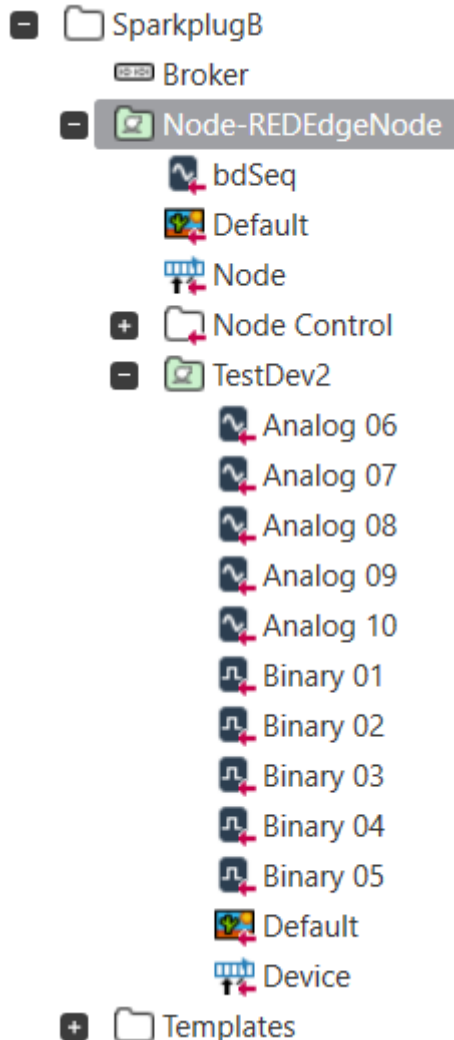 SparkplugB
Broker
Node-REDEdgeNode
bdSeq
Default
Node
Node Control
TestDev2
Analog 06
Analog 07
Analog 08
Analog 09
Analog 10
Binary 01
Binary 02
Binary 03
Binary 04
Binary 05
Default
Device
Templates